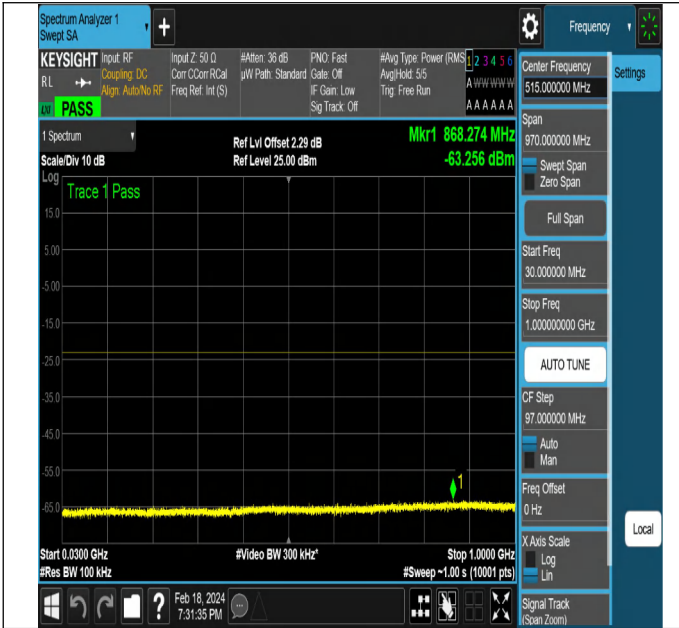 Spectrum Analyzer 1
Swept SA
+
Frequency
KEYSIGHT
RL
LXI
PASS
Input: RF
Coupling: DC
Align: Auto/No RF
Input Z: 50 Ω
Corr CCorr RCal
Freq Ref: Int (S)
#Atten: 36 dB
µW Path: Standard
PNO: Fast
Gate: Off
IF Gain: Low
Sig Track: Off
#Avg Type: Power (RMS
Avg|Hold: 5/5
Trig: Free Run
1 2 3 4 5 6
A W W W W W
A A A A A A
Center Frequency
515.000000 MHz
Settings
1 Spectrum
Scale/Div 10 dB
Ref Lvl Offset 2.29 dB
Ref Level 25.00 dBm
Mkr1 868.274 MHz
-63.256 dBm
Span
970.000000 MHz
Swept Span
Zero Span
Full Span
Start Freq
30.000000 MHz
Stop Freq
1.000000000 GHz
AUTO TUNE
CF Step
97.000000 MHz
Auto
Man
Freq Offset
0 Hz
X Axis Scale
Log
Lin
Signal Track
(Span Zoom)
Local
Log
Trace 1 Pass
15.0
5.00
-5.00
-15.0
-25.0
-35.0
-45.0
-55.0
-65.0
1
Start 0.0300 GHz
#Res BW 100 kHz
#Video BW 300 kHz*
Stop 1.0000 GHz
#Sweep ~1.00 s (10001 pts)
?
Feb 18, 2024
7:31:35 PM